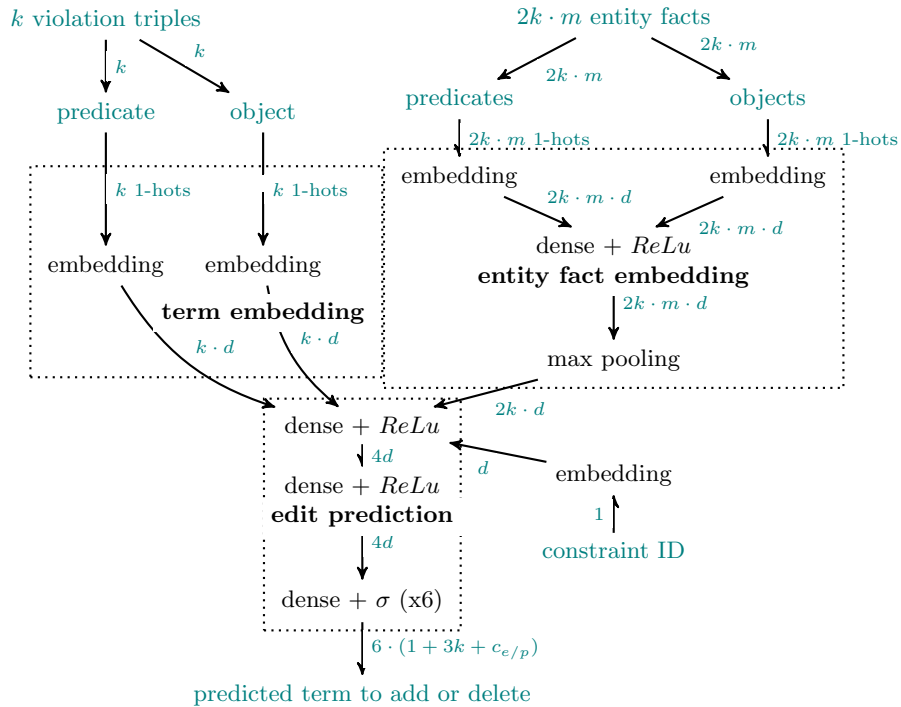 k violation triples
2k · m entity facts
k
k
2k · m
2k · m
predicate
object
predicates
objects
2k · m 1-hots
2k · m 1-hots
k 1-hots
k 1-hots
embedding
embedding
2k · m · d
2k · m · d
dense + ReLu
entity fact embedding
embedding
embedding
2k · m · d
term embedding
k · d
k · d
max pooling
2k · d
dense + ReLu
4d
d
embedding
dense + ReLu
edit prediction
1
4d
constraint ID
dense + σ (x6)
6 · (1 + 3k + c_{e/p})
predicted term to add or delete